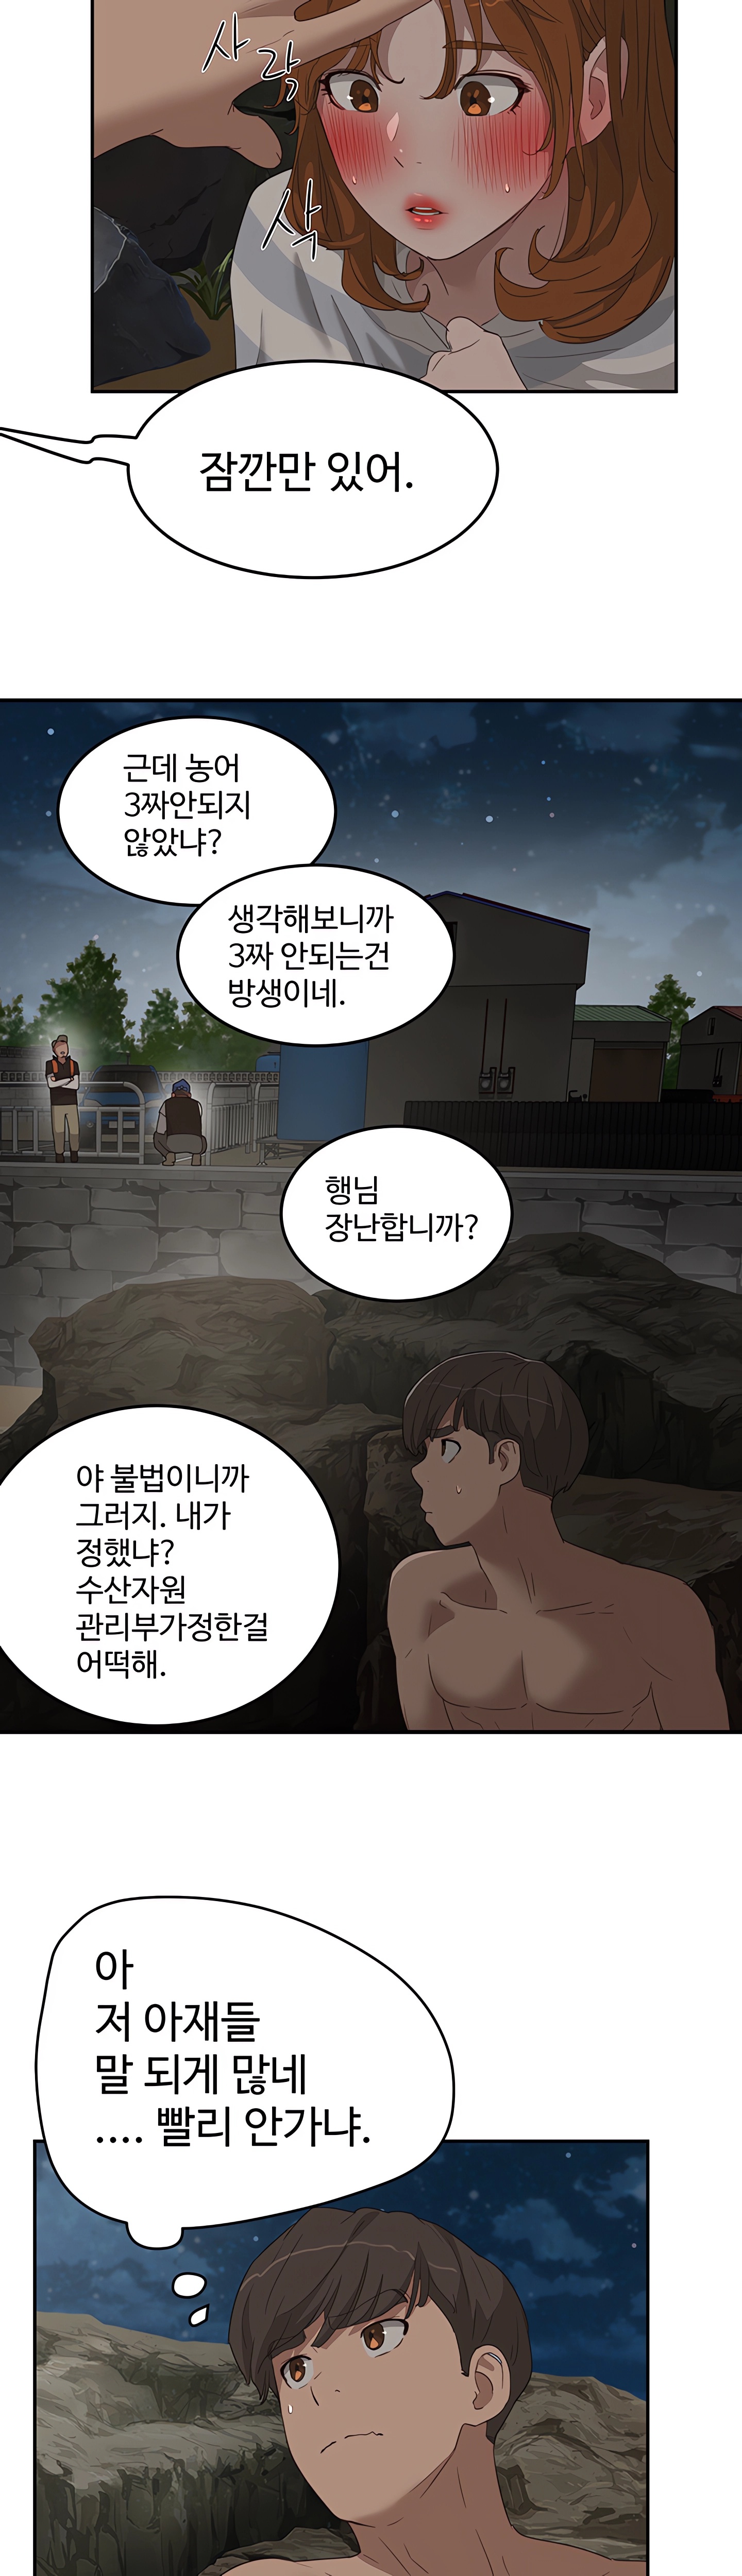 사락
삭
잠깐만 있어.
근데 농어
3짜안되지
않았냐?
생각해보니까
3짜 안되는건
방생이네.
행님
장난합니까?
야 불법이니까
그러지. 내가
정했냐?
수산자원
관리부가정한걸
어떡해.
아
저 아재들
말 되게 많네
.... 빨리 안가냐.